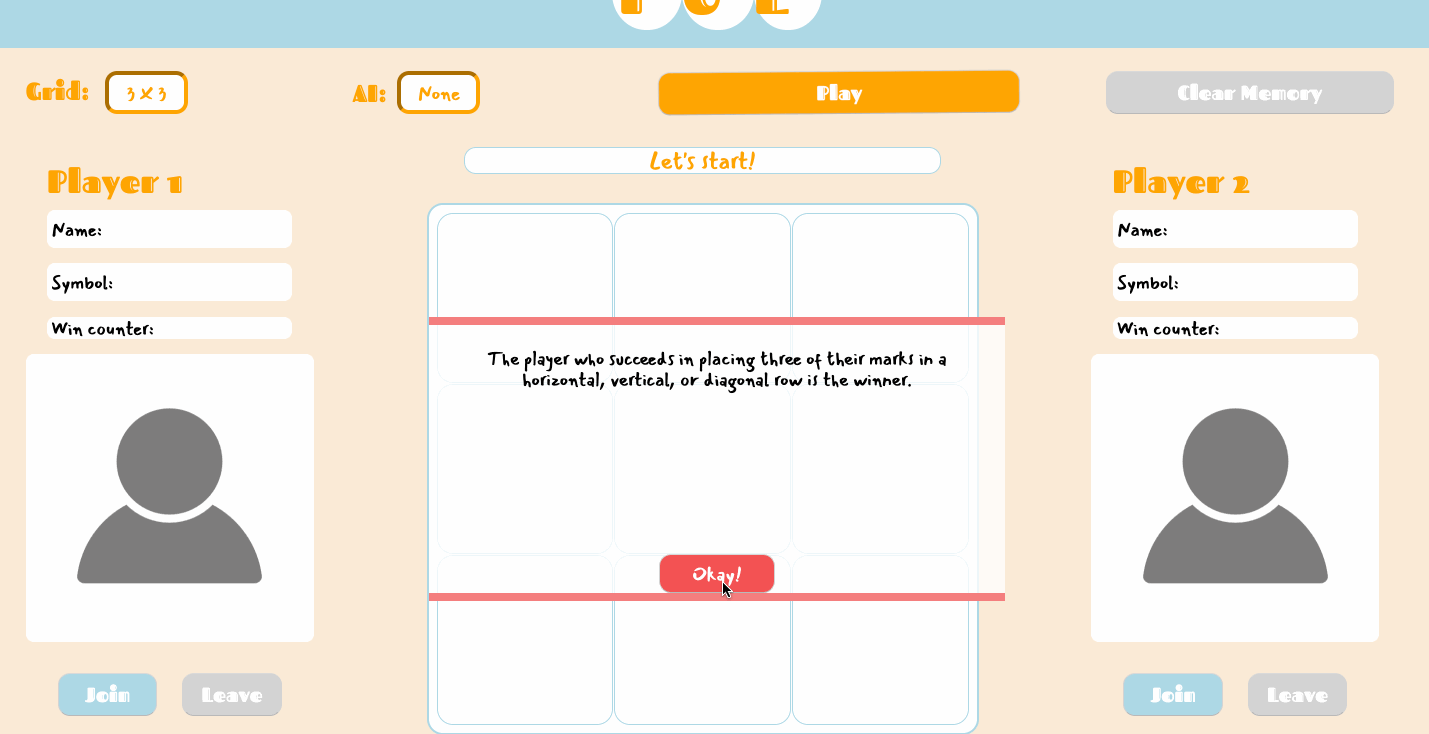 TOE
Grid: 3 X 3 AI: None Play Clear Memory
Let's start!
Player 1
Name:
Symbol:
Win counter:
Join Leave
The player who succeeds in placing three of their marks in a
horizontal, vertical, or diagonal row is the winner.
Okay!
Player 2
Name:
Symbol:
Win counter:
Join Leave